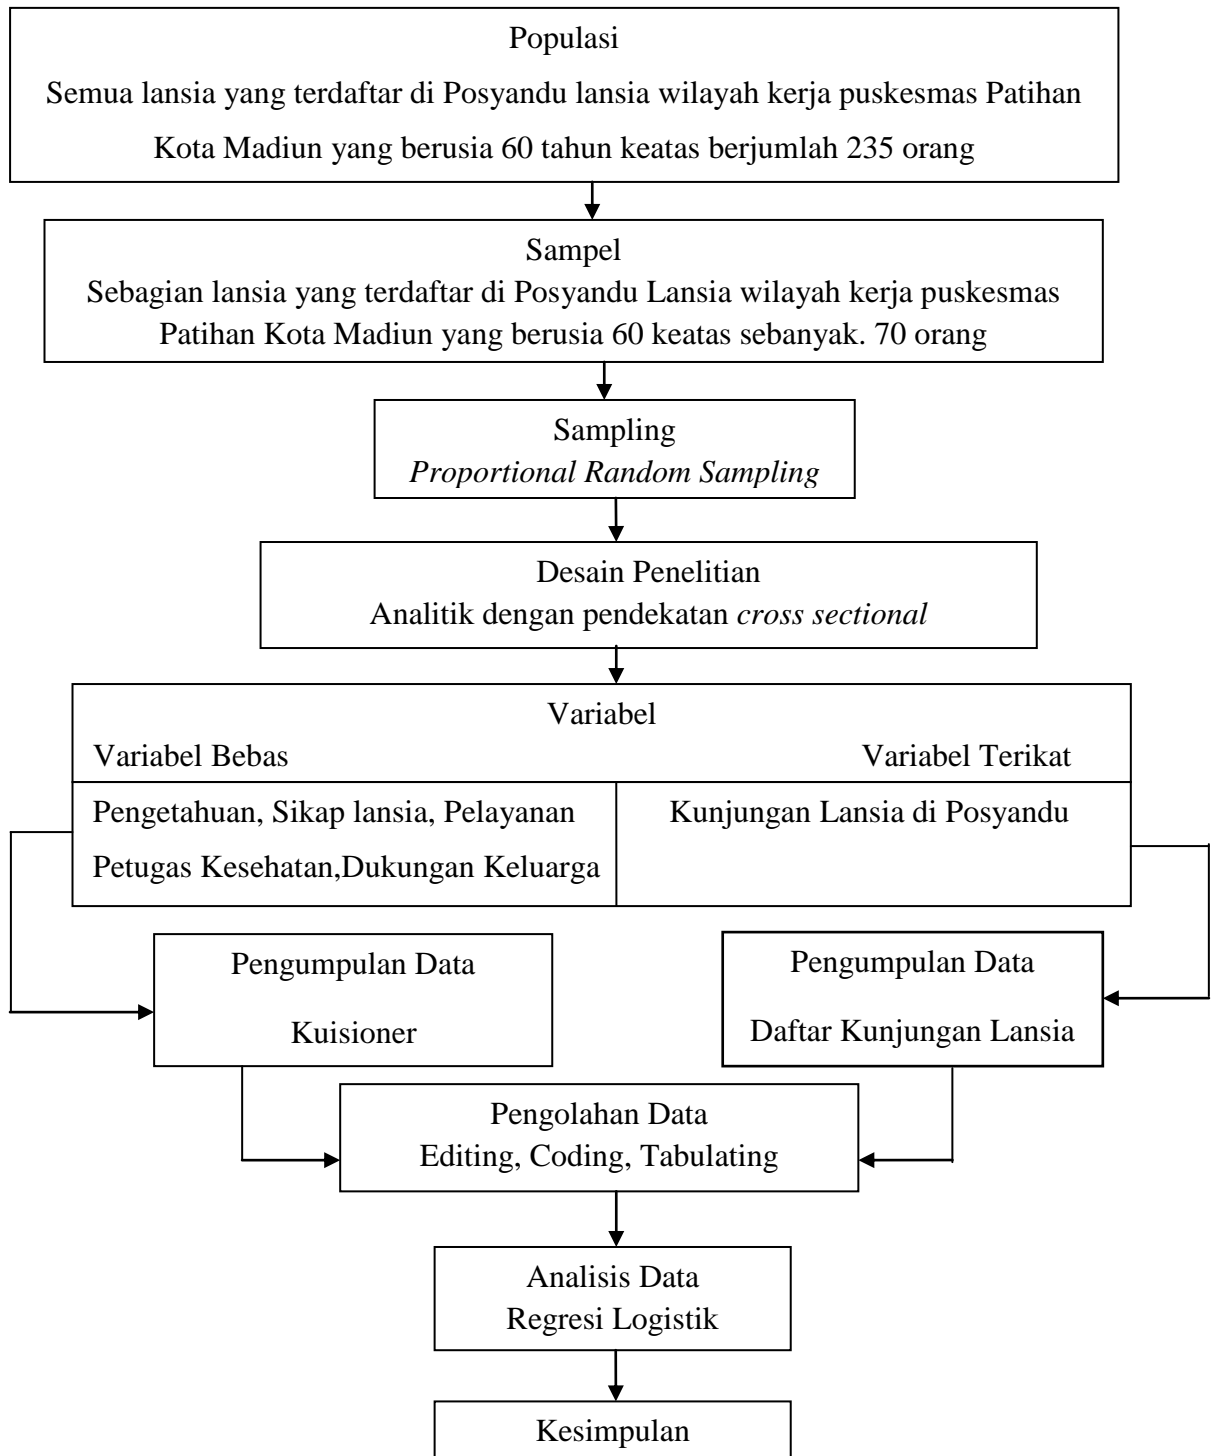 Populasi
Semua lansia yang terdaftar di Posyandu lansia wilayah kerja puskesmas Patihan
Kota Madiun yang berusia 60 tahun keatas berjumlah 235 orang
Sampel
Sebagian lansia yang terdaftar di Posyandu Lansia wilayah kerja puskesmas
Patihan Kota Madiun yang berusia 60 keatas sebanyak. 70 orang
Sampling
Proportional Random Sampling
Desain Penelitian
Analitik dengan pendekatan cross sectional
Variabel
Variabel Bebas
Variabel Terikat
Pengetahuan, Sikap lansia, Pelayanan
Petugas Kesehatan,Dukungan Keluarga
Kunjungan Lansia di Posyandu
Pengumpulan Data
Kuisioner
Pengumpulan Data
Daftar Kunjungan Lansia
Pengolahan Data
Editing, Coding, Tabulating
Analisis Data
Regresi Logistik
Kesimpulan